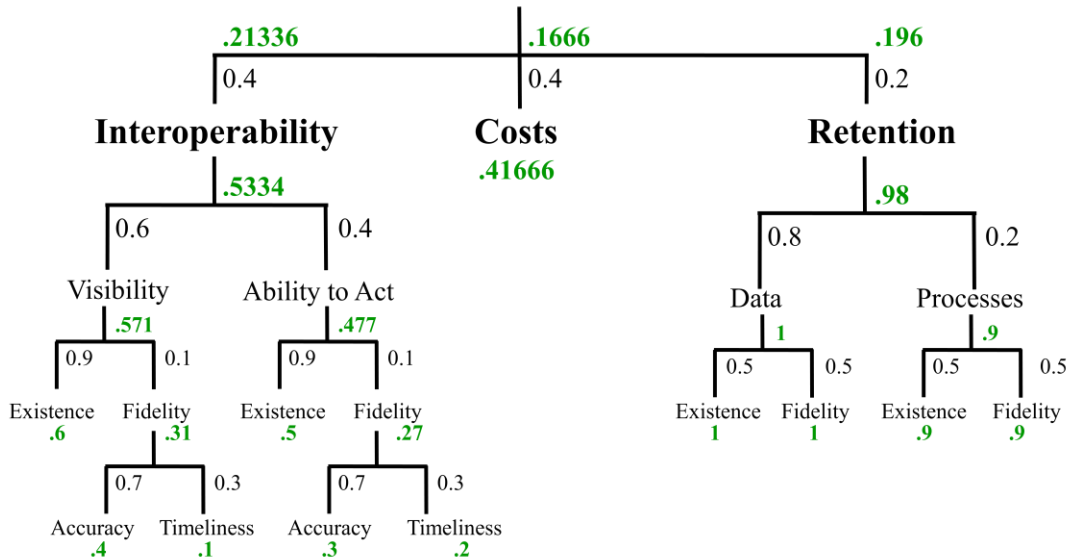 .21336 .1666 .196
0.4 0.4 0.2
Interoperability Costs Retention
.41666
.5334 .98
0.6 0.4 0.8 0.2
Visibility Ability to Act Data Processes
.571 .477 1 .9
0.9 0.1 0.9 0.1 0.5 0.5 0.5 0.5
Existence Fidelity Existence Fidelity Existence Fidelity Existence Fidelity
.6 .31 .5 .27 1 1 .9 .9
0.7 0.3 0.7 0.3
Accuracy Timeliness Accuracy Timeliness
.4 .1 .3 .2